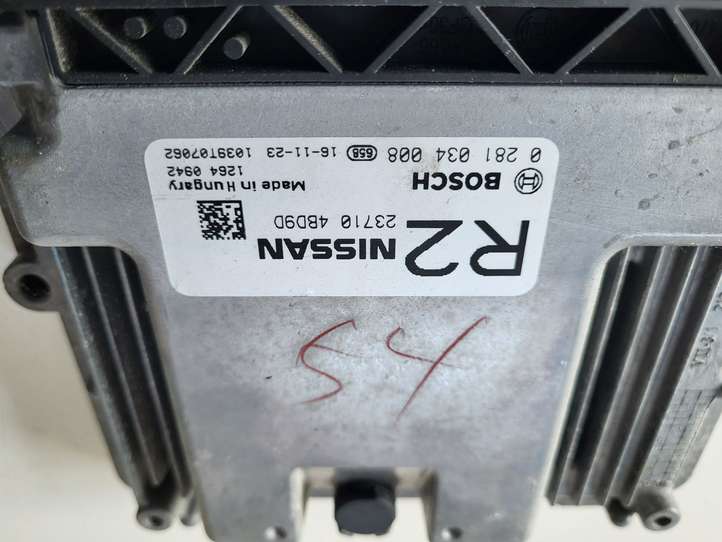 R2 NISSAN
23710 4BD9D
BOSCH Made in Hungary
1264 0942
0 281 034 008 658 16-11-23 1039T07062
54